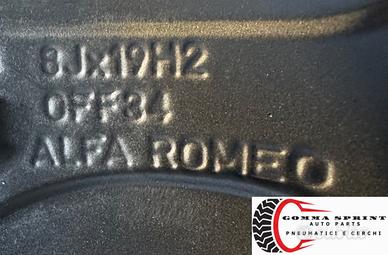 8Jx19H2
OFF34
ALFA ROMEO
GOMMA SPRINT
AUTO PARTS
PNEUMATICI E CERCHI